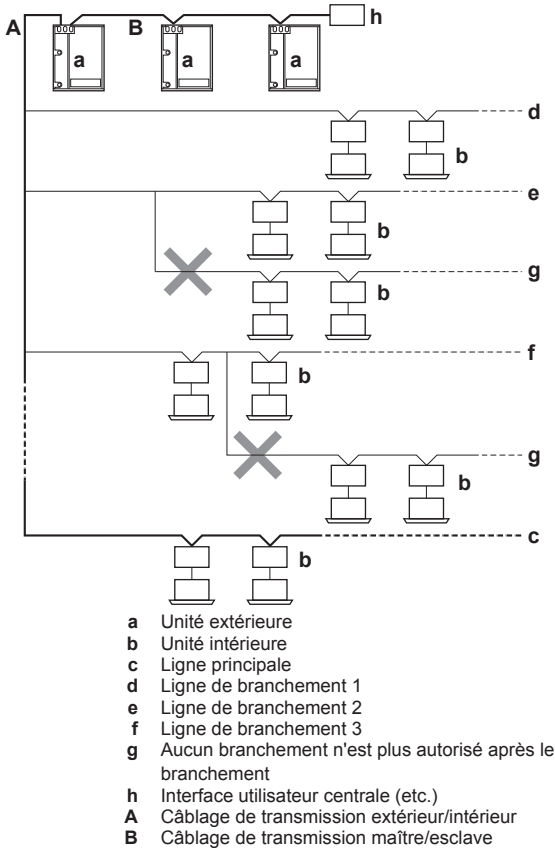 A
B
h
a
a
a
d
b
e
b
g
b
f
b
g
b
c
b
a Unité extérieure
b Unité intérieure
c Ligne principale
d Ligne de branchement 1
e Ligne de branchement 2
f Ligne de branchement 3
g Aucun branchement n'est plus autorisé après le
branchement
h Interface utilisateur centrale (etc.)
A Câblage de transmission extérieur/intérieur
B Câblage de transmission maître/esclave